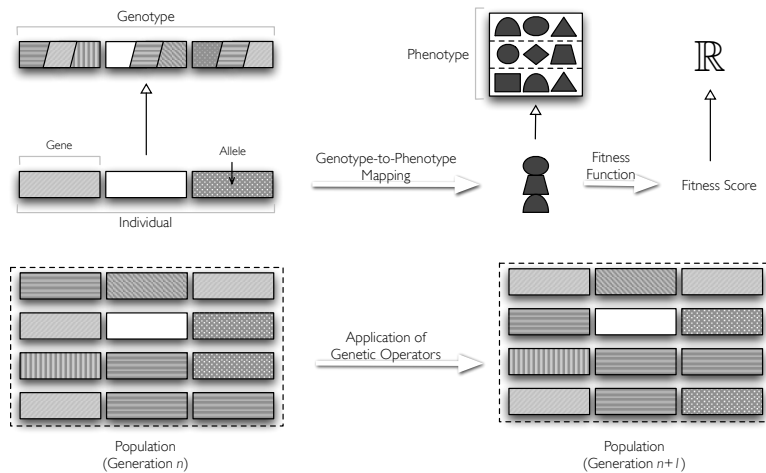 Genotype
Phenotype
ℝ
Gene
Allele
Genotype-to-Phenotype
Mapping
Fitness
Function
Fitness Score
Individual
Application of
Genetic Operators
Population
(Generation n)
Population
(Generation n+1)